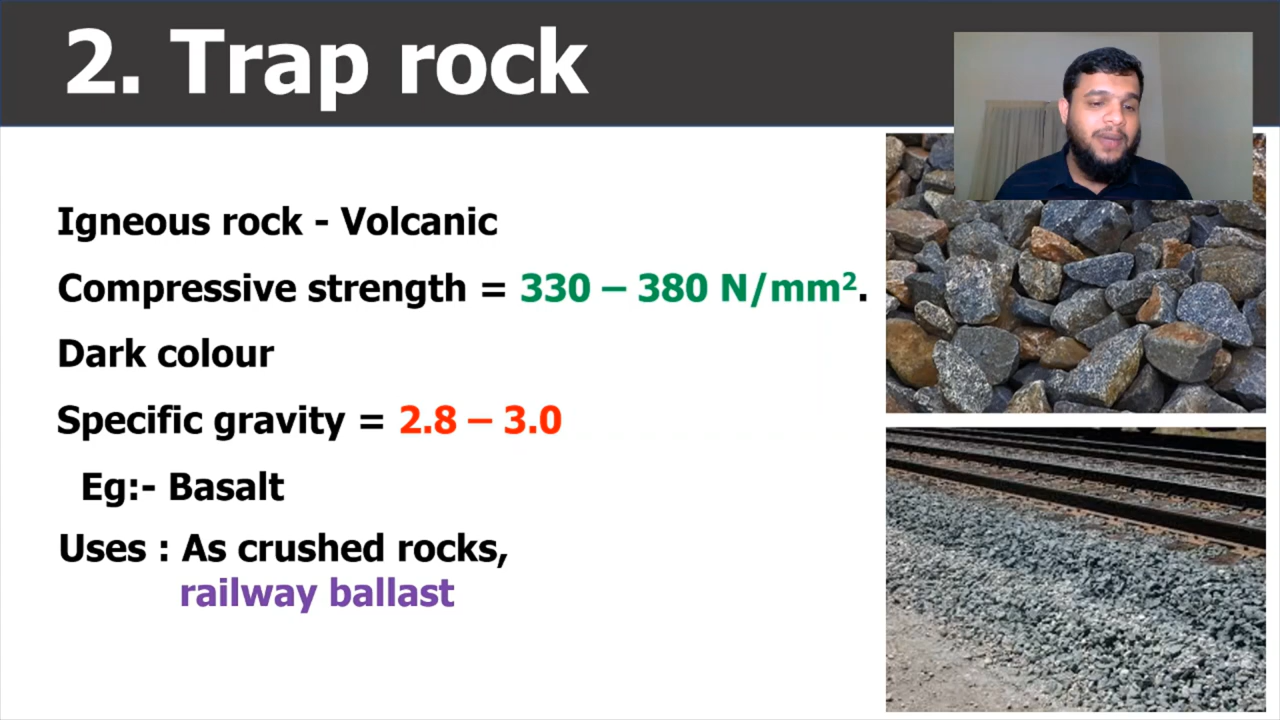 2. Trap rock
Igneous rock - Volcanic
Compressive strength = 330 – 380 N/mm².
Dark colour
Specific gravity = 2.8 – 3.0
Eg:- Basalt
Uses : As crushed rocks,
railway ballast